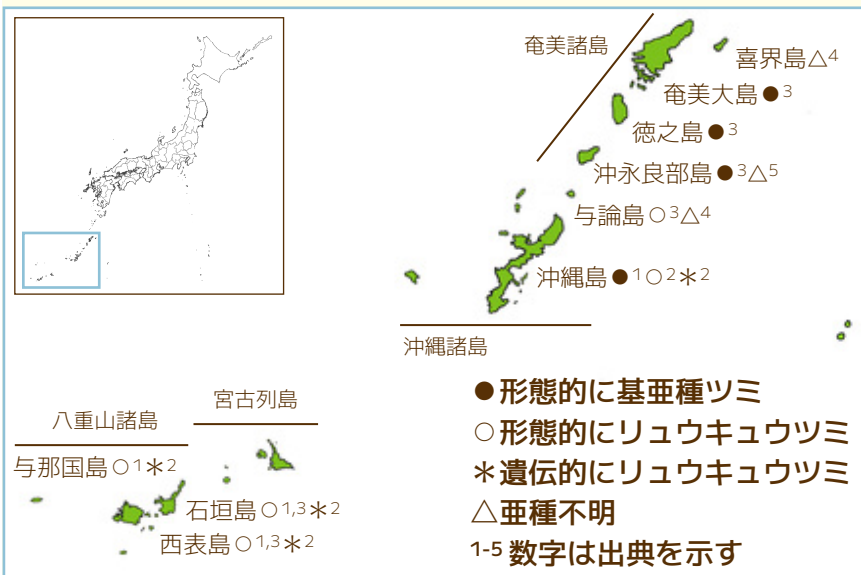 奄美諸島
喜界島△4
奄美大島●3
徳之島●3
沖永良部島●3△5
与論島○3△4
沖縄島●1○2＊2
沖縄諸島
宮古列島
八重山諸島
与那国島○1＊2
石垣島○1,3＊2
西表島○1,3＊2
●形態的に基亜種ツミ
○形態的にリュウキュウツミ
＊遺伝的にリュウキュウツミ
△亜種不明
1-5 数字は出典を示す